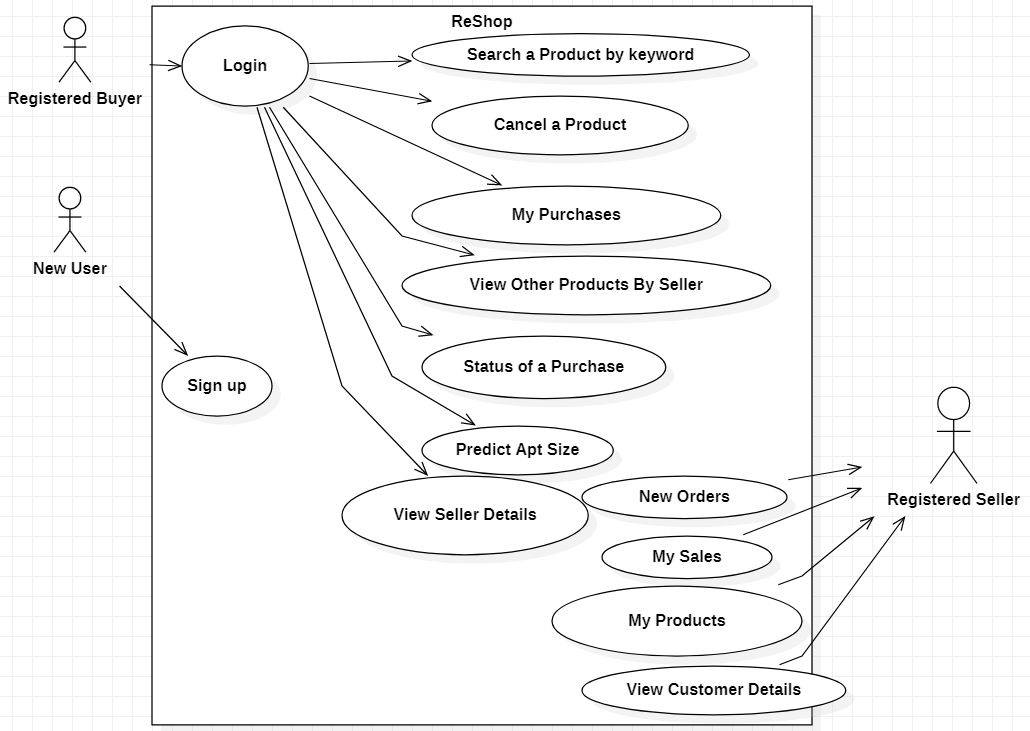 ReShop
Login
Search a Product by keyword
Registered Buyer
Cancel a Product
My Purchases
New User
View Other Products By Seller
Status of a Purchase
Sign up
Predict Apt Size
New Orders
Registered Seller
View Seller Details
My Sales
My Products
View Customer Details